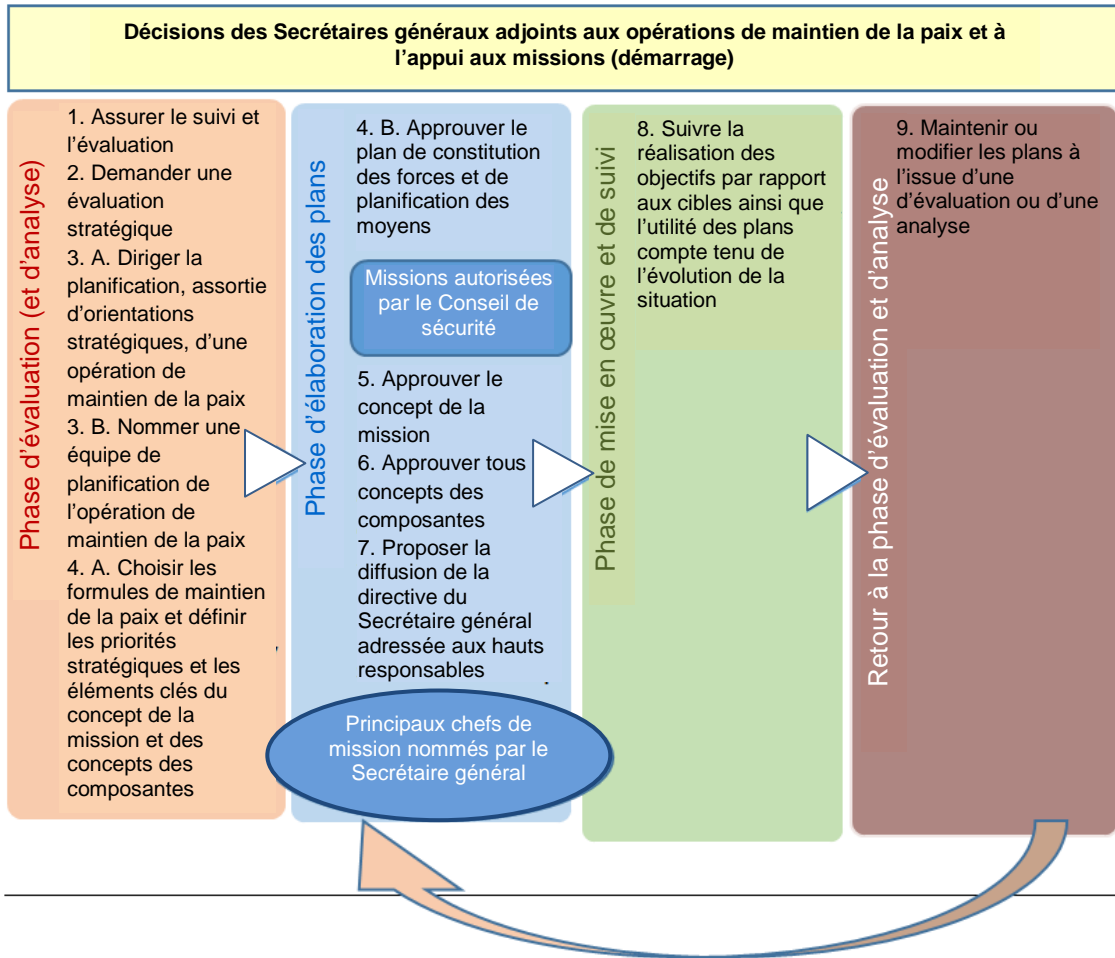 Décisions des Secrétaires généraux adjoints aux opérations de maintien de la paix et à
l'appui aux missions (démarrage)
Phase d'évaluation (et d'analyse)
1. Assurer le suivi et
l'évaluation
2. Demander une
évaluation
stratégique
3. A. Diriger la
planification, assortie
d'orientations
stratégiques, d'une
opération de
maintien de la paix
3. B. Nommer une
équipe de
planification de
l'opération de
maintien de la paix
4. A. Choisir les
formules de maintien
de la paix et définir
les priorités
stratégiques et les
éléments clés du
concept de la
mission et des
concepts des
composantes
Phase d'élaboration des plans
4. B. Approuver le
plan de constitution
des forces et de
planification des
moyens
Missions autorisées
par le Conseil de
sécurité
5. Approuver le
concept de la
mission
6. Approuver tous
concepts des
composantes
7. Proposer la
diffusion de la
directive du
Secrétaire général
adressée aux hauts
responsables
Principaux chefs de
mission nommés par le
Secrétaire général
Phase de mise en œuvre et de suivi
8. Suivre la
réalisation des
objectifs par rapport
aux cibles ainsi que
l'utilité des plans
compte tenu de
l'évolution de la
situation
Retour à la phase d'évaluation et d'analyse
9. Maintenir ou
modifier les plans à
l'issue d'une
d'évaluation ou d'une
analyse